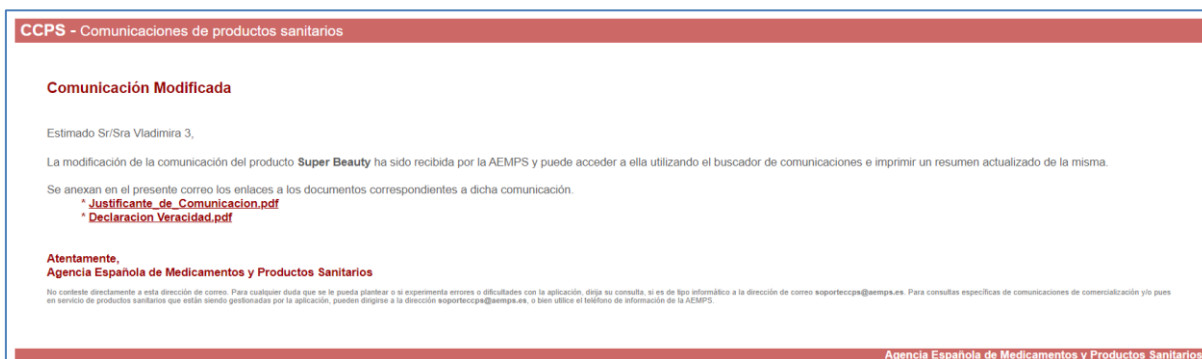 CCPS - Comunicaciones de productos sanitarios
Comunicación Modificada
Estimado Sr/Sra Vladimira 3,
La modificación de la comunicación del producto Super Beauty ha sido recibida por la AEMPS y puede acceder a ella utilizando el buscador de comunicaciones e imprimir un resumen actualizado de la misma.
Se anexan en el presente correo los enlaces a los documentos correspondientes a dicha comunicación.
* Justificante_de_Comunicacion.pdf
* Declaracion Veracidad.pdf
Atentamente,
Agencia Española de Medicamentos y Productos Sanitarios
No conteste directamente a esta dirección de correo. Para cualquier duda que se le pueda plantear o si experimenta errores o dificultades con la aplicación, dirija su consulta, si es de tipo informático a la dirección de correo soporteccps@aemps.es. Para consultas específicas de comunicaciones de comercialización y/o pues
en servicio de productos sanitarios que están siendo gestionadas por la aplicación, pueden dirigirse a la dirección soporteccps@aemps.es, o bien utilice el teléfono de información de la AEMPS.
Agencia Española de Medicamentos y Productos Sanitarios